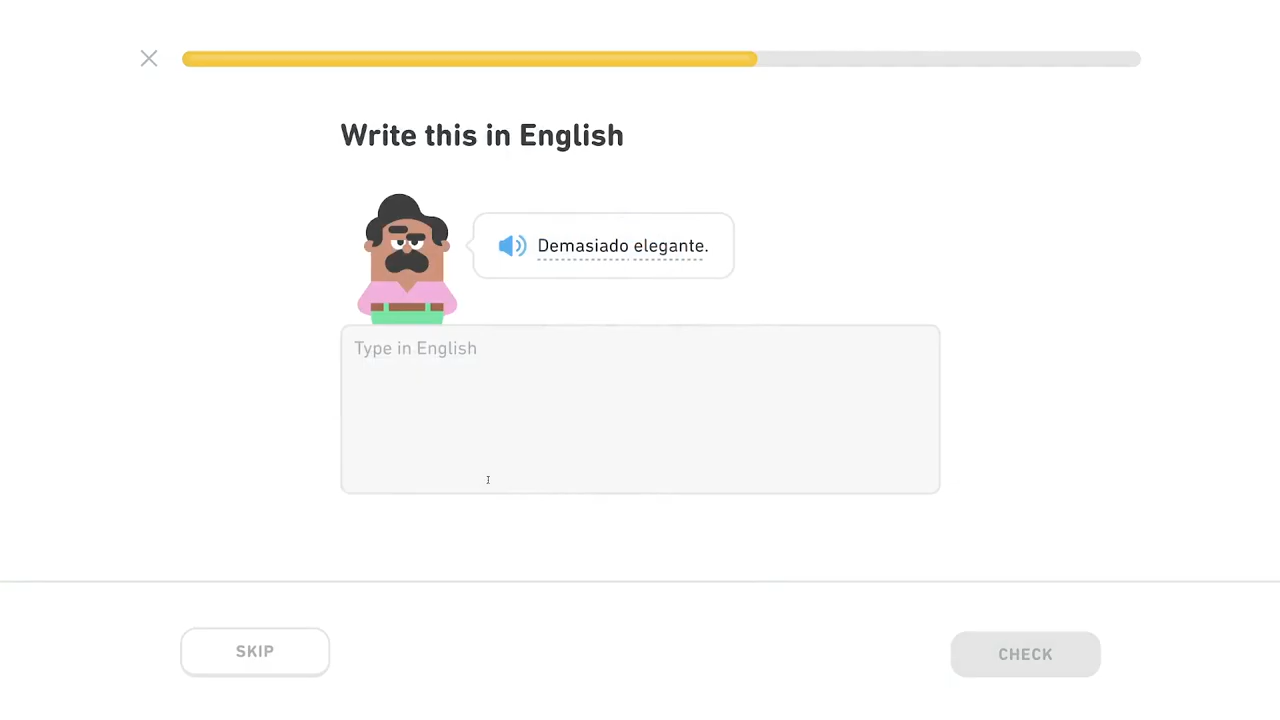 Write this in English
Demasiado elegante.
Type in English
SKIP
CHECK